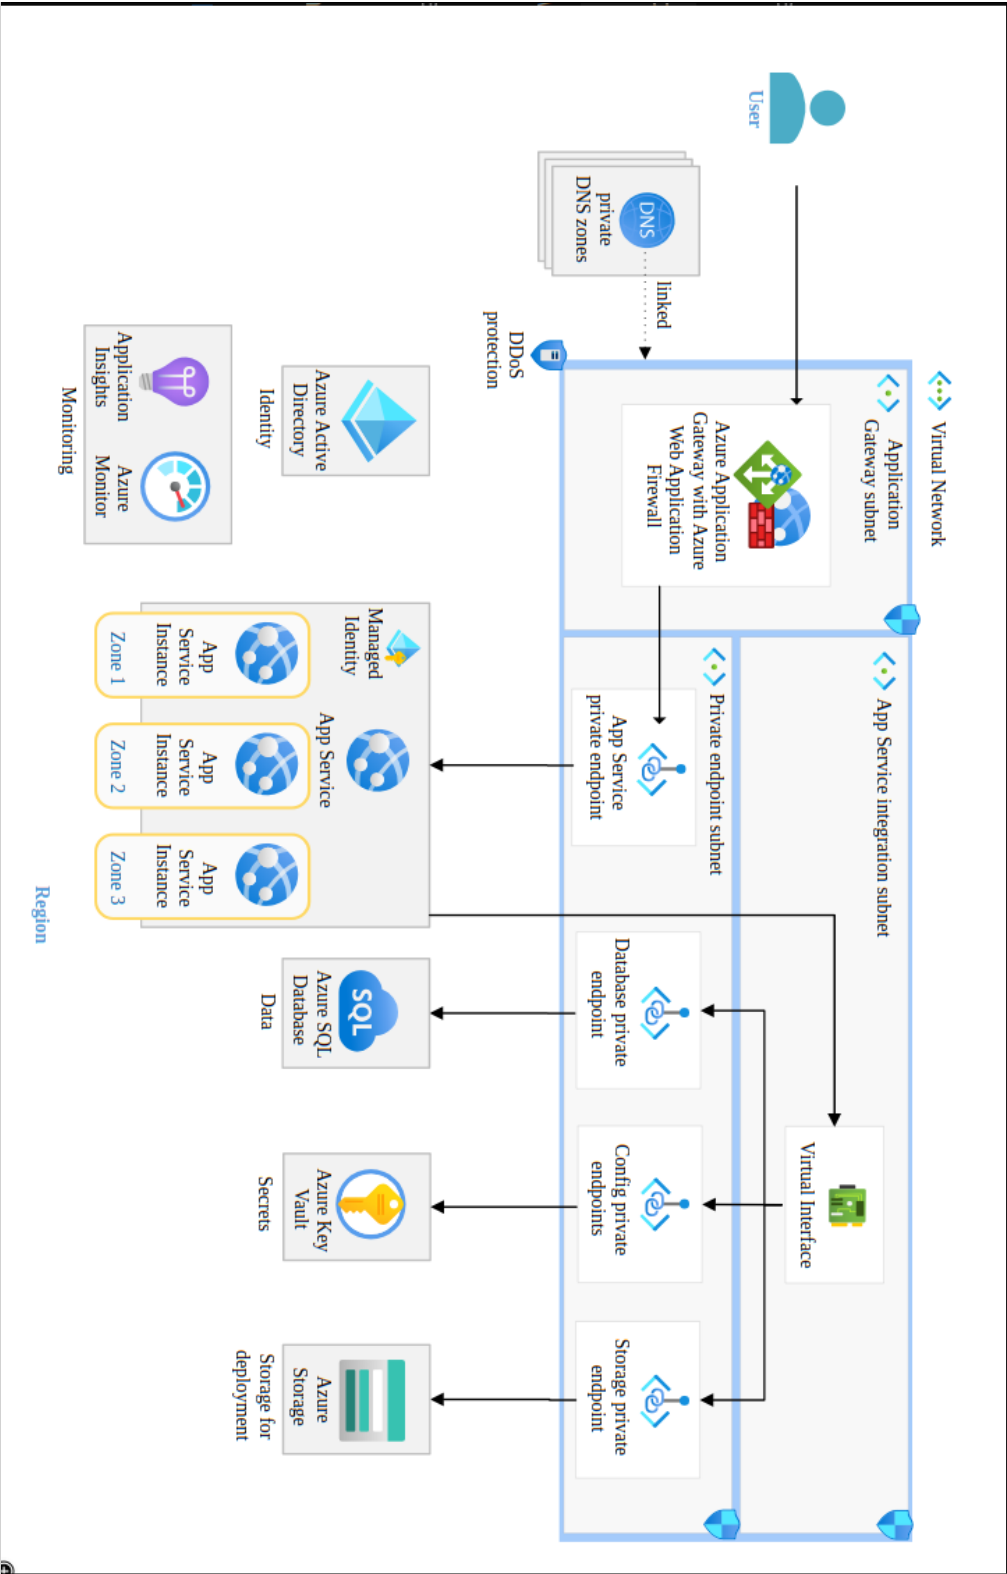 Virtual Network
Application
Gateway subnet
App Service integration subnet
User
Azure Application
Gateway with Azure
Web Application
Firewall
Virtual Interface
Private endpoint subnet
DNS
private
DNS zones
linked
App Service
private endpoint
Database private
endpoint
Config private
endpoints
Storage private
endpoint
DDoS
protection
Azure Active
Directory
Identity
Managed
Identity
App Service
SQL
Azure SQL
Database
Data
Azure Key
Vault
Secrets
Azure
Storage
Storage for
deployment
Application
Insights
Azure
Monitor
Monitoring
App
Service
Instance
Zone 1
App
Service
Instance
Zone 2
App
Service
Instance
Zone 3
Region